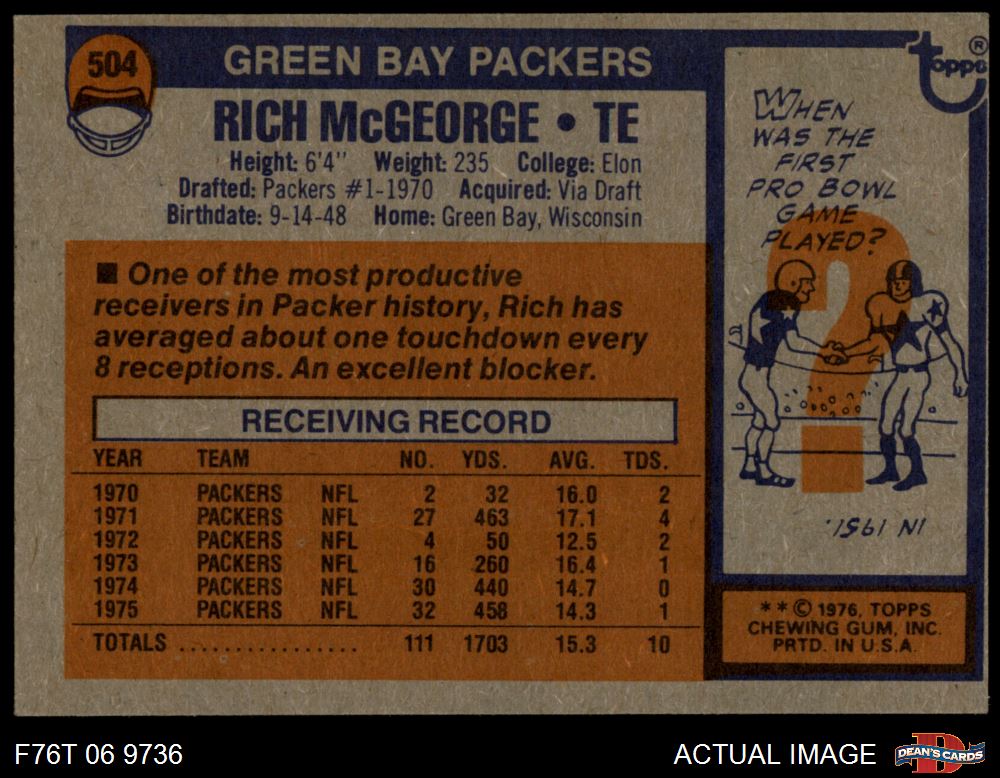 504
GREEN BAY PACKERS
RICH McGEORGE • TE
Height: 6'4" Weight: 235 College: Elon
Drafted: Packers #1-1970 Acquired: Via Draft
Birthdate: 9-14-48 Home: Green Bay, Wisconsin
■ One of the most productive
receivers in Packer history, Rich has
averaged about one touchdown every
8 receptions. An excellent blocker.
RECEIVING RECORD
YEAR TEAM NO. YDS. AVG. TDS.
1970 PACKERS NFL 2 32 16.0 2
1971 PACKERS NFL 27 463 17.1 4
1972 PACKERS NFL 4 50 12.5 2
1973 PACKERS NFL 16 260 16.4 1
1974 PACKERS NFL 30 440 14.7 0
1975 PACKERS NFL 32 458 14.3 1
TOTALS ................ 111 1703 15.3 10
topps ®
WHEN
WAS THE
FIRST
PRO BOWL
GAME
PLAYED?
?
IN 1951.
** © 1976, TOPPS
CHEWING GUM, INC.
PRTD. IN U.S.A.
F76T 06 9736
ACTUAL IMAGE
D
DEAN'S CARDS